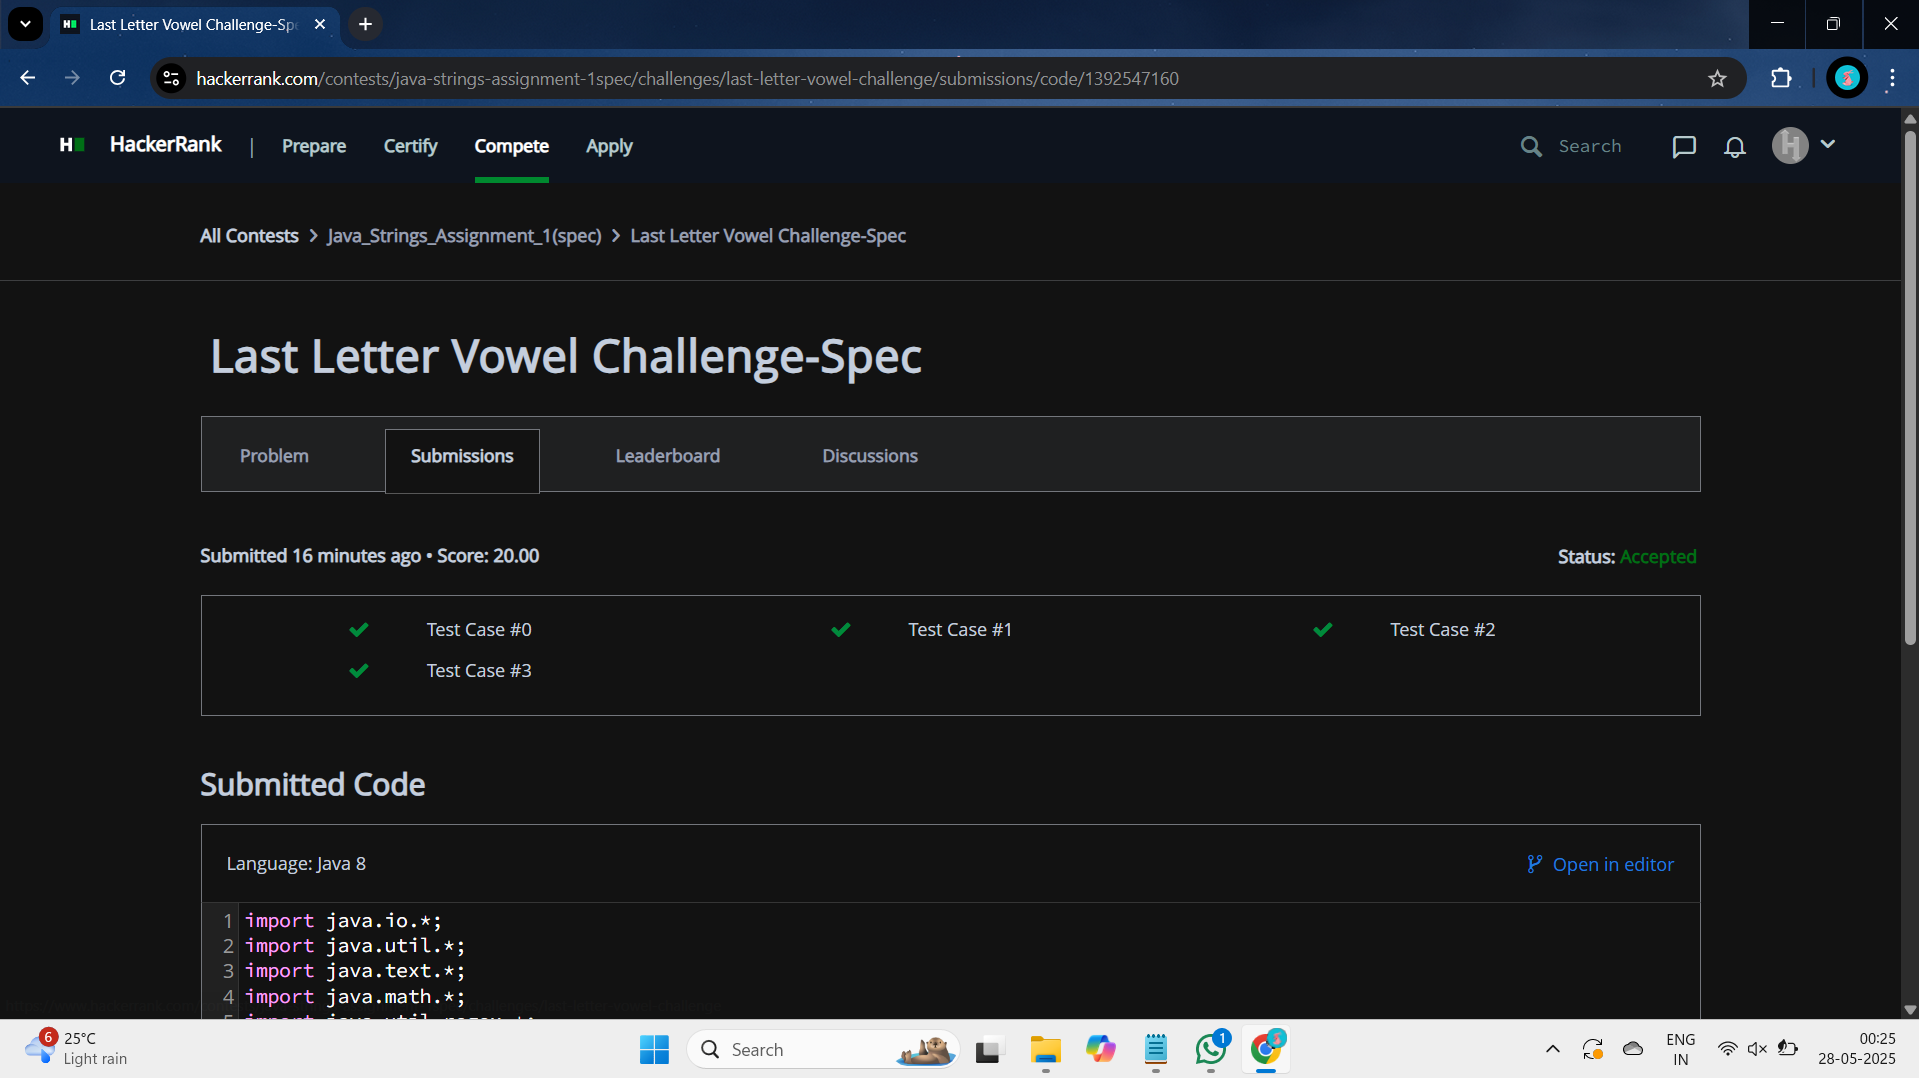 Last Letter Vowel Challenge-Spe
hackerrank.com/contests/java-strings-assignment-1spec/challenges/last-letter-vowel-challenge/submissions/code/1392547160
HackerRank | Prepare Certify Compete Apply Search
All Contests > Java_Strings_Assignment_1(spec) > Last Letter Vowel Challenge-Spec
Last Letter Vowel Challenge-Spec
Problem Submissions Leaderboard Discussions
Submitted 16 minutes ago • Score: 20.00 Status: Accepted
Test Case #0 Test Case #1 Test Case #2
Test Case #3
Submitted Code
Language: Java 8 Open in editor
1 import java.io.*;
2 import java.util.*;
3 import java.text.*;
4 import java.math.*;
6 25°C
Light rain
Search
1
ENG
IN
00:25
28-05-2025